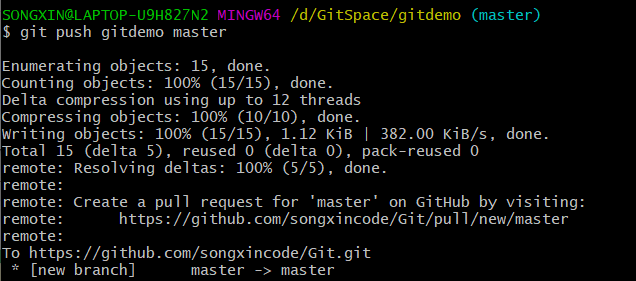 SONGXIN@LAPTOP-U9H827N2 MINGW64 /d/GitSpace/gitdemo (master)
$ git push gitdemo master
Enumerating objects: 15, done.
Counting objects: 100% (15/15), done.
Delta compression using up to 12 threads
Compressing objects: 100% (10/10), done.
Writing objects: 100% (15/15), 1.12 KiB | 382.00 KiB/s, done.
Total 15 (delta 5), reused 0 (delta 0), pack-reused 0
remote: Resolving deltas: 100% (5/5), done.
remote:
remote: Create a pull request for 'master' on GitHub by visiting:
remote:      https://github.com/songxincode/Git/pull/new/master
remote:
To https://github.com/songxincode/Git.git
 * [new branch]      master -> master